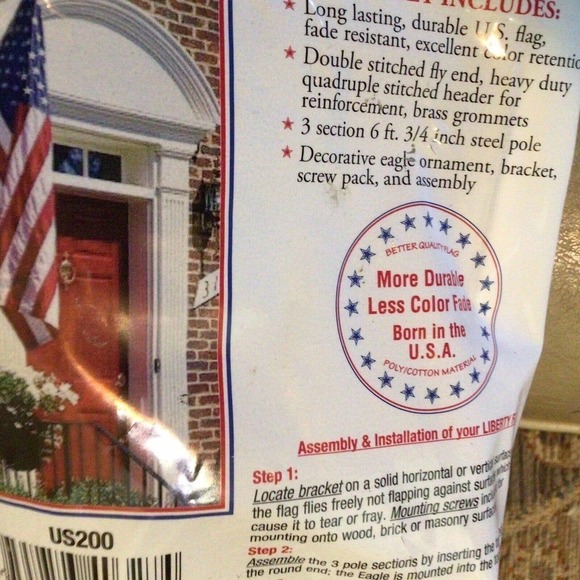 INCLUDES:
★ Long lasting, durable U.S. flag,
fade resistant, excellent color
★ Double stitched fly end, heavy duty
quadruple stitched header for
reinforcement, brass grommets
★ 3 section 6 ft. 3/4 inch steel pole
★ Decorative eagle ornament, bracket,
screw pack, and assembly
BETTER QUALITY FLAG
More Durable
Less Color Fade
Born in the
U.S.A.
POLY/COTTON MATERIAL
Assembly & Installation of your LIBERTY
Step 1:
Locate bracket on a solid horizontal or
the flag flies freely not flapping against
cause it to tear or fray. Mounting screws
mounting onto wood, brick or masonry
Step 2:
Assemble the 3 pole sections by inserting the
the round end; the Eagle is mounted into the
US200